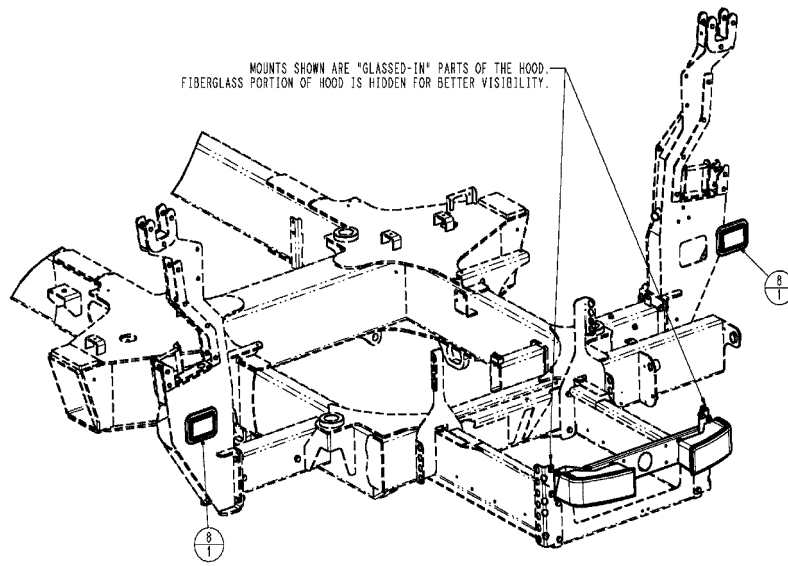 MOUNTS SHOWN ARE "GLASSED-IN" PARTS OF THE HOOD.
FIBERGLASS PORTION OF HOOD IS HIDDEN FOR BETTER VISIBILITY.
8
1
8
1